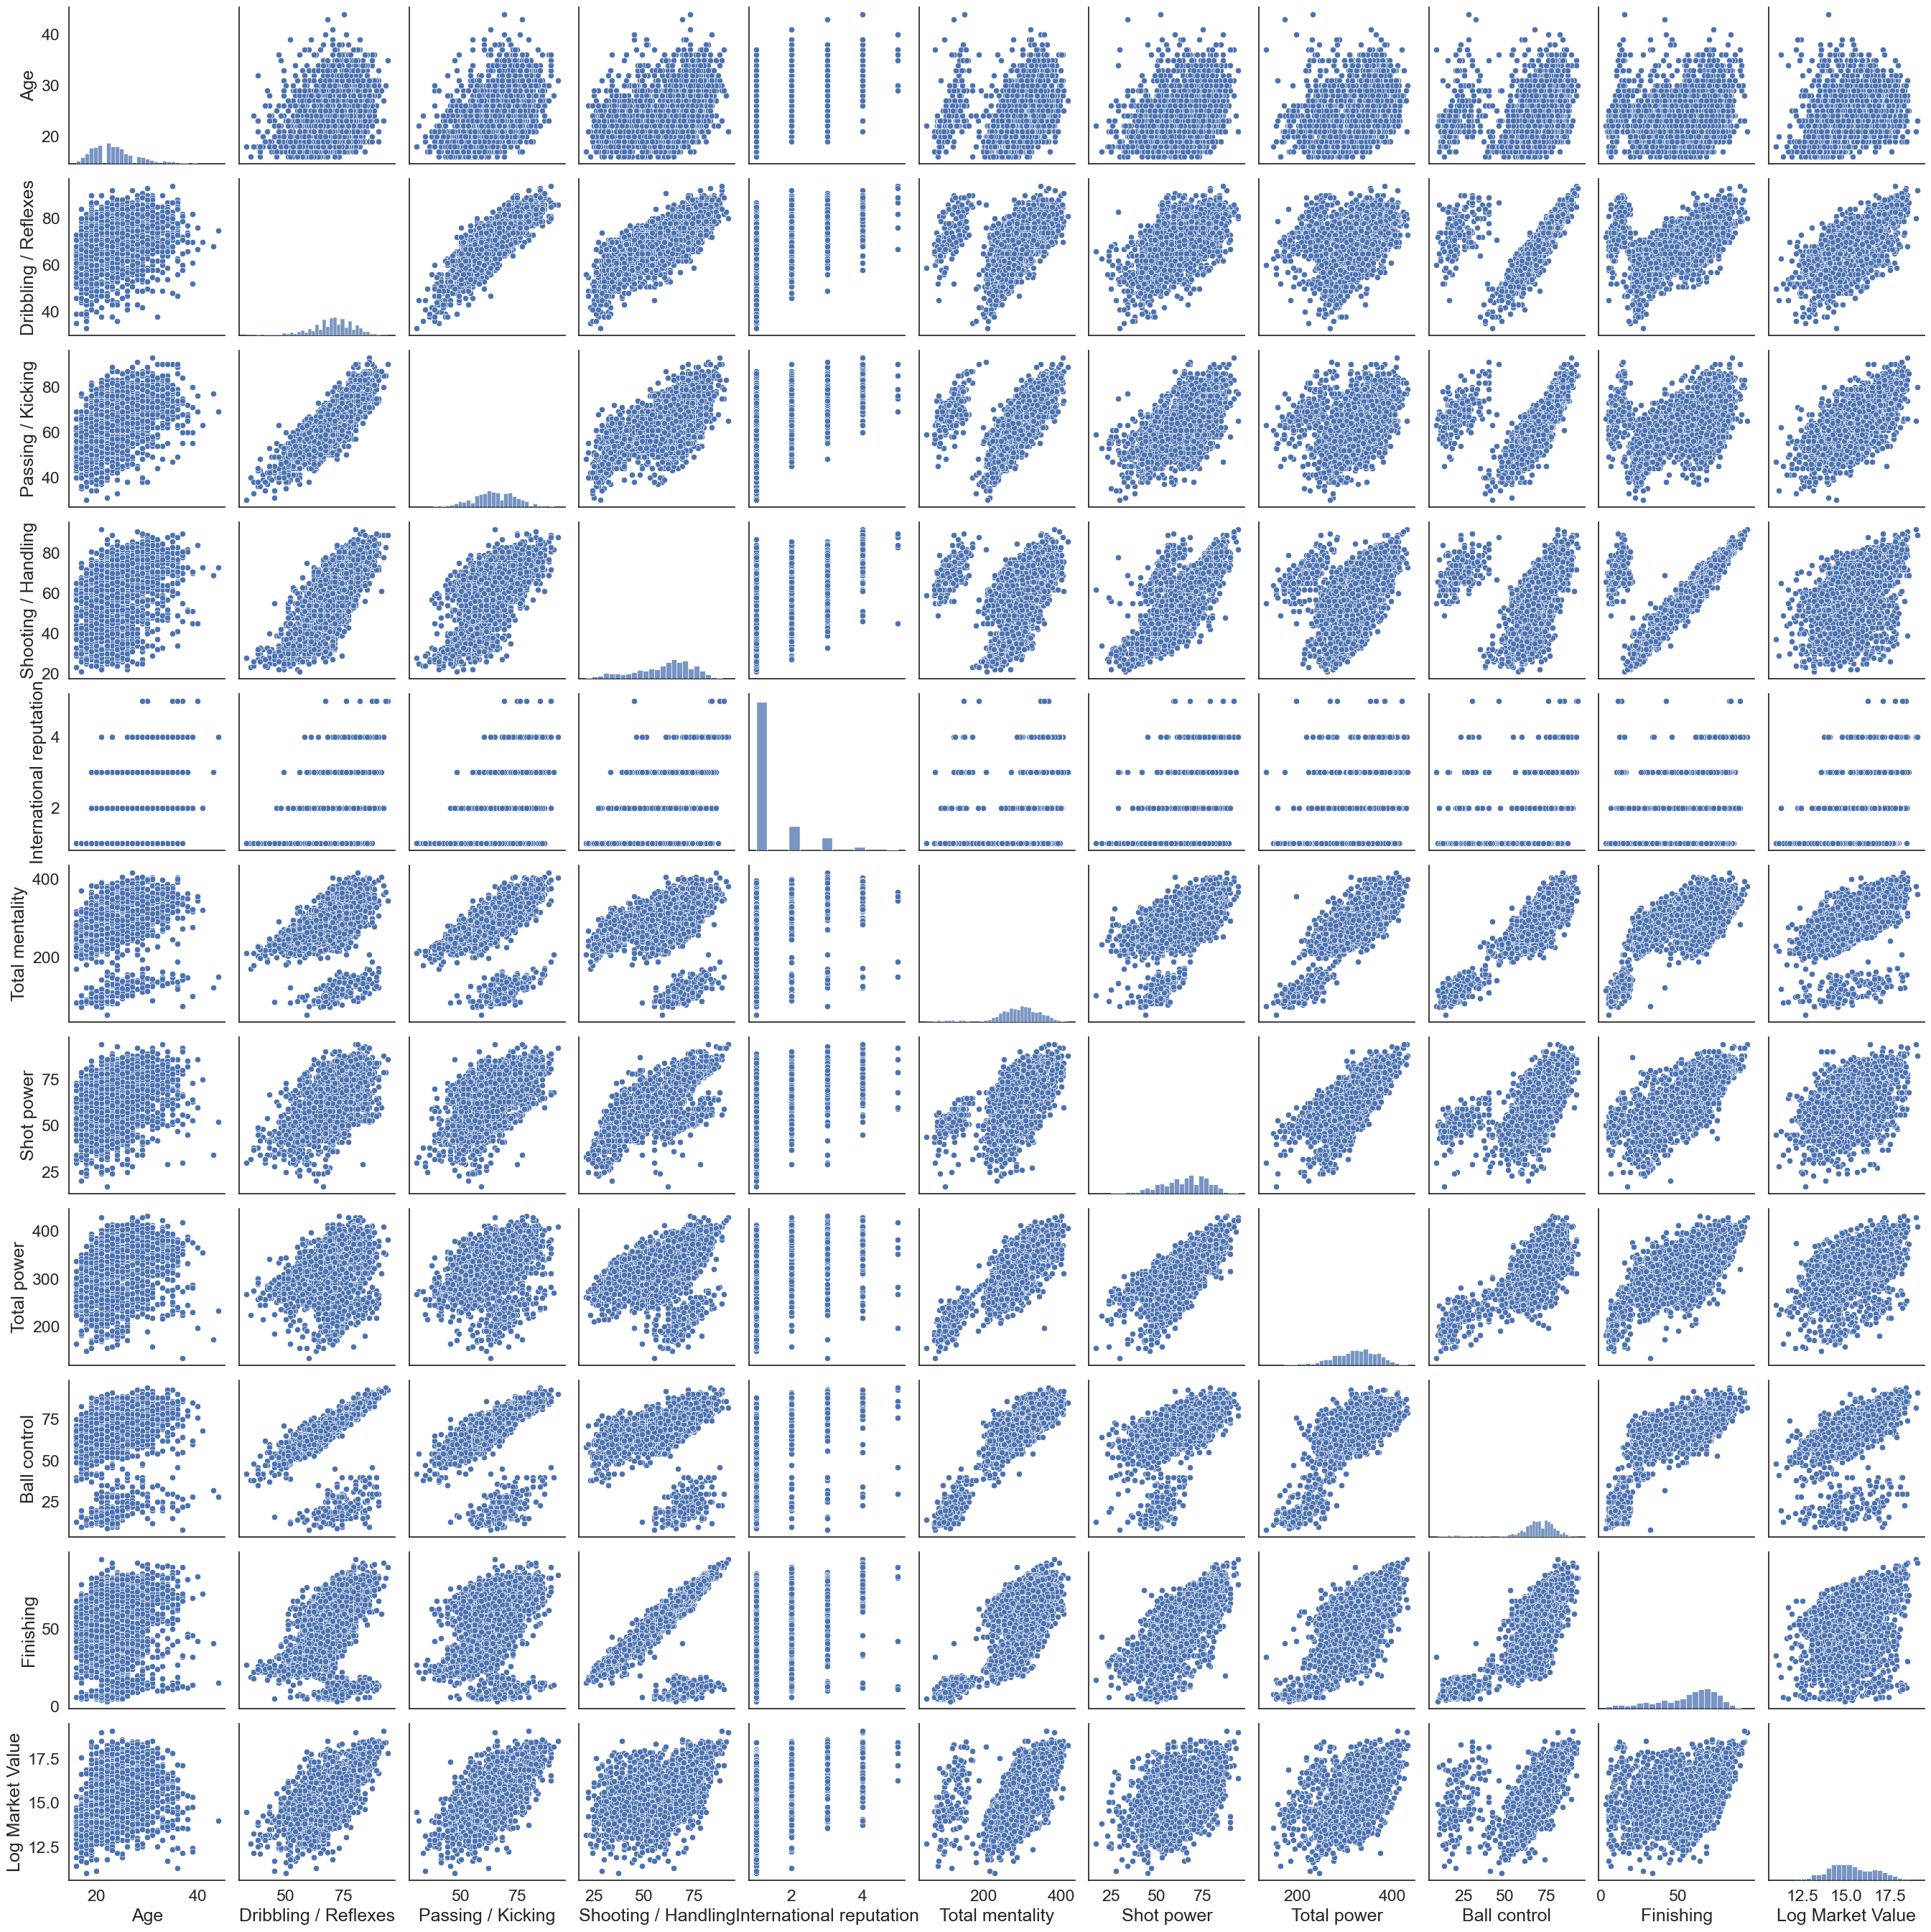 40
30
20
Age
80
60
40
Dribbling / Reflexes
80
60
40
Passing / Kicking
80
60
40
20
Shooting / Handling
4
2
International reputation
400
200
Total mentality
75
50
25
Shot power
400
300
200
Total power
75
50
25
Ball control
50
0
Finishing
17.5
15.0
12.5
Log Market Value
20 40
50 75
50 75
25 50 75
2 4
200 400
25 50 75
200 400
25 50 75
0 50
12.5 15.0 17.5
Age
Dribbling / Reflexes
Passing / Kicking
Shooting / Handling
International reputation
Total mentality
Shot power
Total power
Ball control
Finishing
Log Market Value